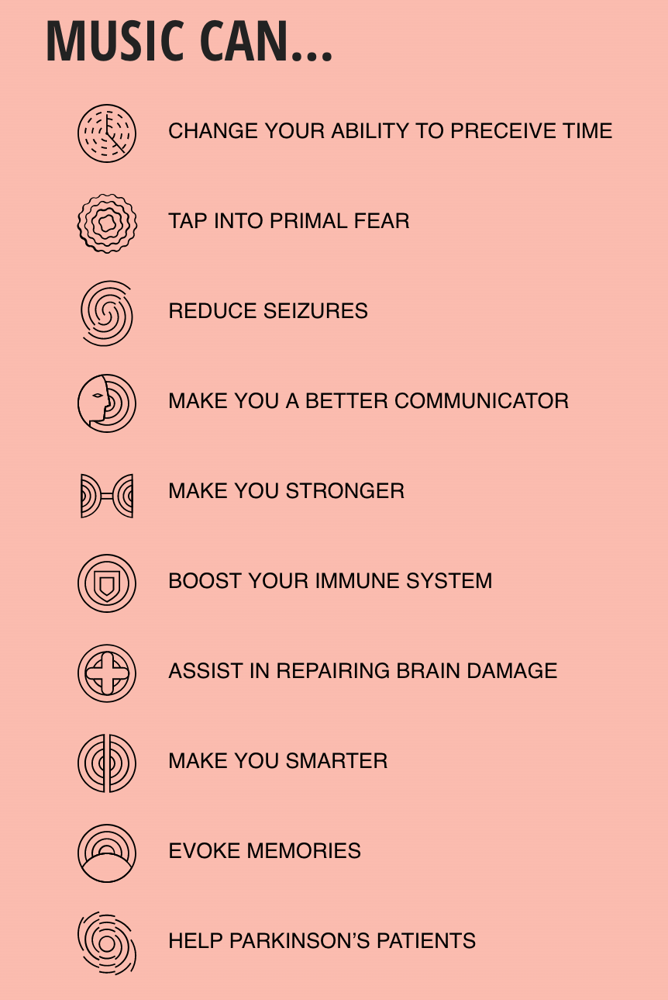 MUSIC CAN...
CHANGE YOUR ABILITY TO PRECEIVE TIME
TAP INTO PRIMAL FEAR
REDUCE SEIZURES
MAKE YOU A BETTER COMMUNICATOR
MAKE YOU STRONGER
BOOST YOUR IMMUNE SYSTEM
ASSIST IN REPAIRING BRAIN DAMAGE
MAKE YOU SMARTER
EVOKE MEMORIES
HELP PARKINSON’S PATIENTS